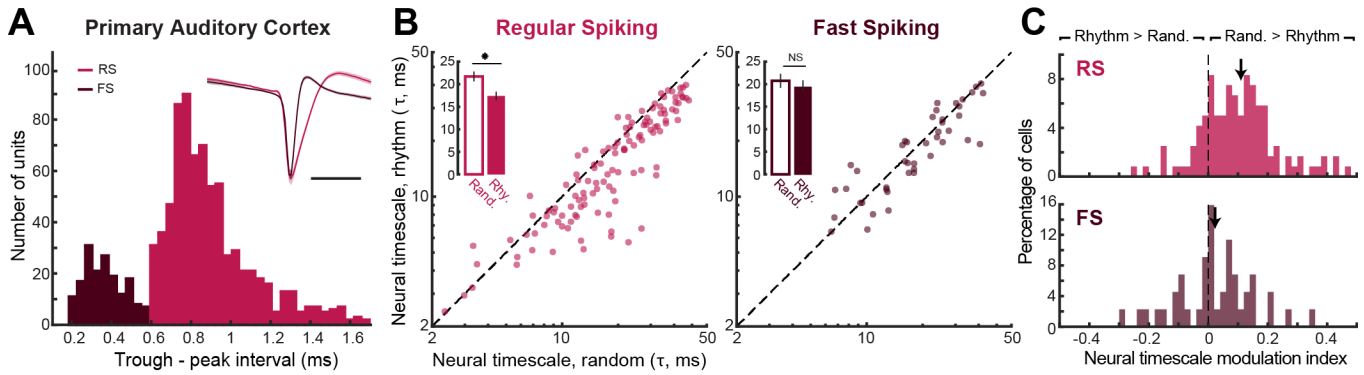 A
Primary Auditory Cortex
RS
FS
Number of units
100
80
60
40
20
0
0.2 0.4 0.6 0.8 1 1.2 1.4 1.6
Trough - peak interval (ms)
B
Regular Spiking
Neural timescale, rhythm (τ, ms)
50
10
2
25
20
15
10
5
0
*
Rand.
Rhy.
2 10 50
Neural timescale, random (τ, ms)
Fast Spiking
50
10
2
25
20
15
10
5
0
NS
Rand.
Rhy.
2 10 50
C
Rhythm > Rand. Rand. > Rhythm
RS
8
4
0
Percentage of cells
FS
16
12
8
4
0
-0.4 -0.2 0 0.2 0.4
Neural timescale modulation index